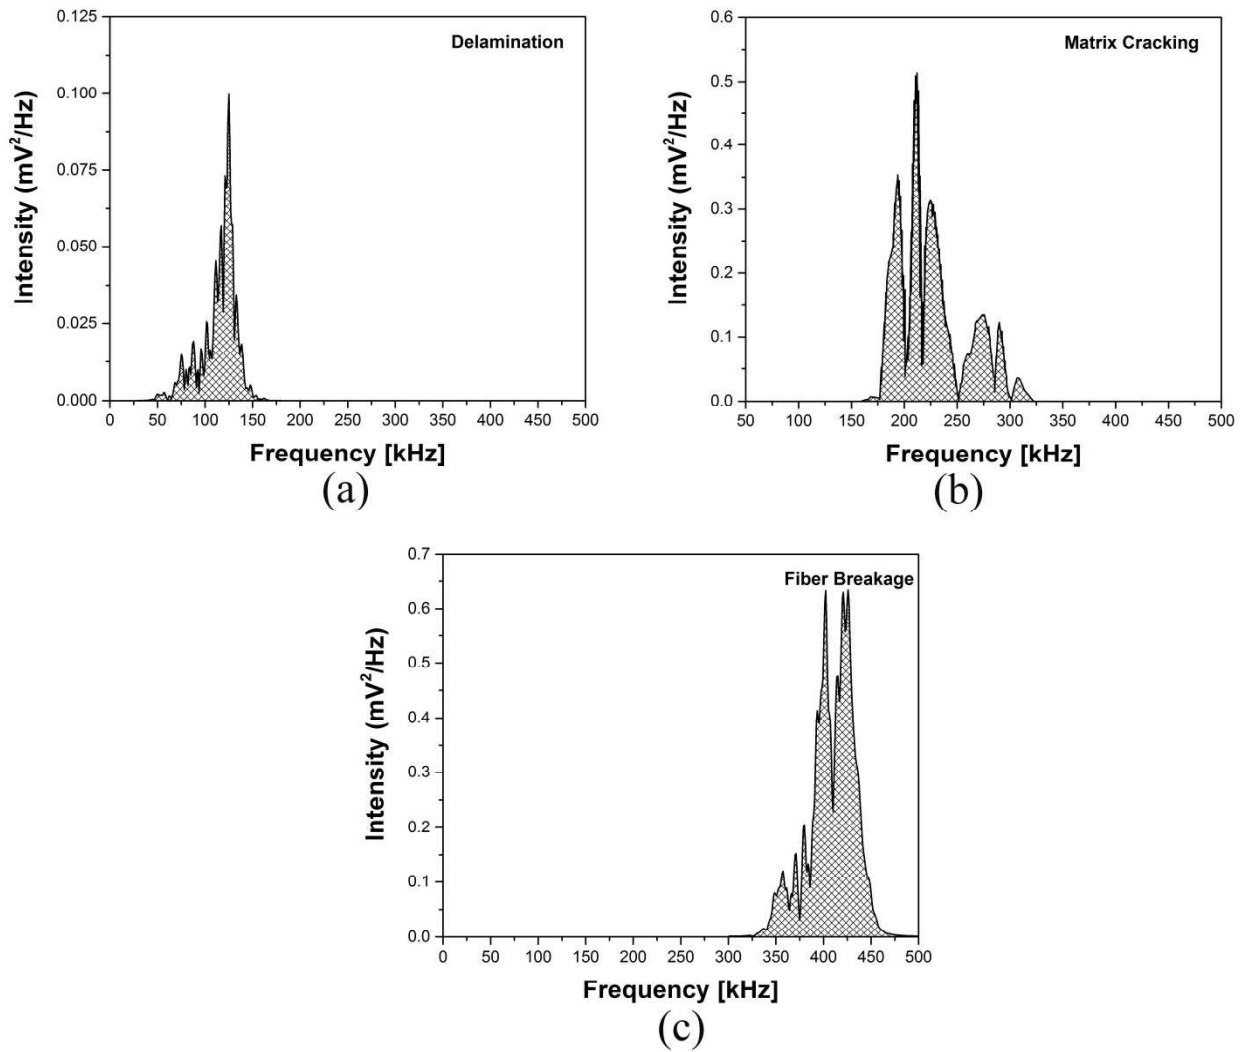 Delamination
Intensity (mV²/Hz)
0.125
0.100
0.075
0.050
0.025
0.000
0 50 100 150 200 250 300 350 400 450 500
Frequency [kHz]
(a)
Matrix Cracking
Intensity (mV²/Hz)
0.6
0.5
0.4
0.3
0.2
0.1
0.0
50 100 150 200 250 300 350 400 450 500
Frequency [kHz]
(b)
Fiber Breakage
Intensity (mV²/Hz)
0.7
0.6
0.5
0.4
0.3
0.2
0.1
0.0
0 50 100 150 200 250 300 350 400 450 500
Frequency [kHz]
(c)